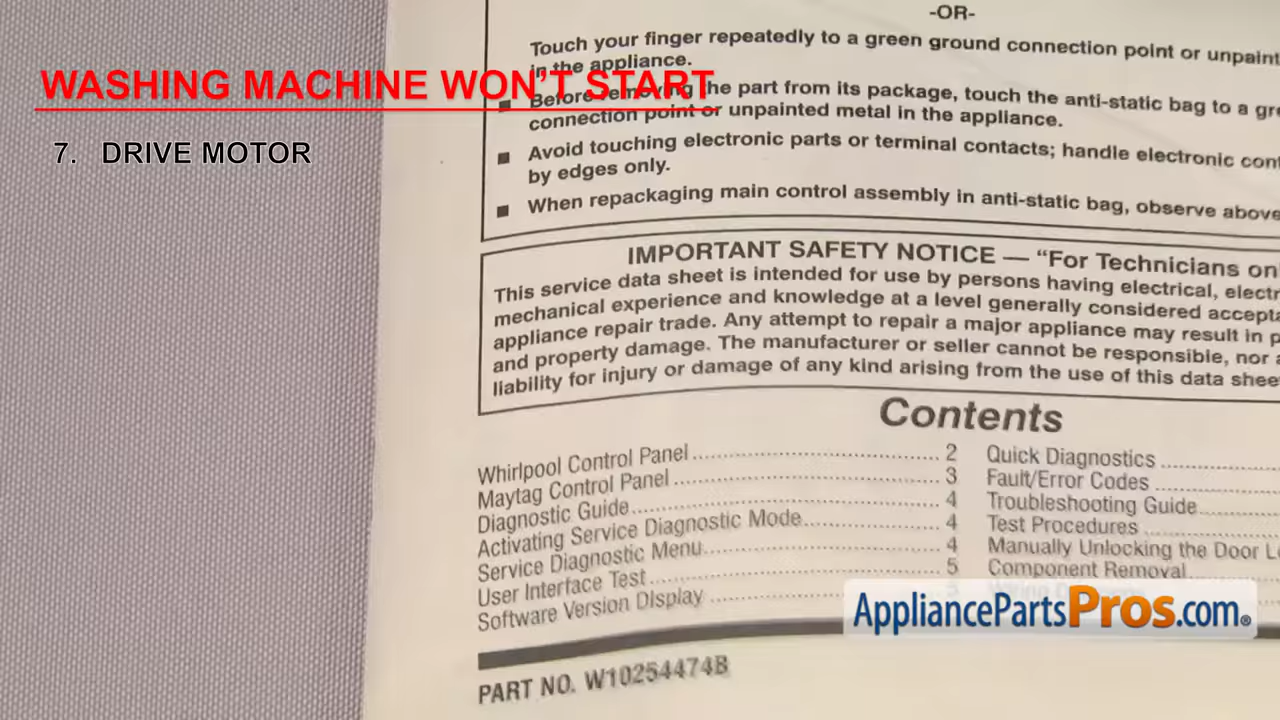 -OR-
Touch your finger repeatedly to a green ground connection point or unpaint
in the appliance.
WASHING MACHINE WON'T START
Before removing the part from its package, touch the anti-static bag to a gr
connection point or unpainted metal in the appliance.
7. DRIVE MOTOR
Avoid touching electronic parts or terminal contacts; handle electronic con
by edges only.
When repackaging main control assembly in anti-static bag, observe above
IMPORTANT SAFETY NOTICE — “For Technicians on
This service data sheet is intended for use by persons having electrical, electr
mechanical experience and knowledge at a level generally considered accepta
appliance repair trade. Any attempt to repair a major appliance may result in p
and property damage. The manufacturer or seller cannot be responsible, nor a
liability for injury or damage of any kind arising from the use of this data shee
Contents
Whirlpool Control Panel 2
Maytag Control Panel 3
Diagnostic Guide 4
Activating Service Diagnostic Mode 4
Service Diagnostic Menu 4
User Interface Test 5
Software Version Display
Quick Diagnostics
Fault/Error Codes
Troubleshooting Guide
Test Procedures
Manually Unlocking the Door Lo
Component Removal
AppliancePartsPros.com®
PART NO. W10254474B